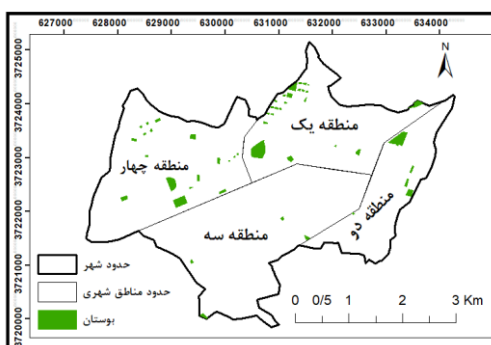 627000 628000 629000 630000 631000 632000 633000 634000
3725000
3724000
3723000
3722000
3721000
3720000
N
منطقه یک
منطقه چهار
منطقه دو
منطقه سه
حدود شهر
حدود مناطق شهری
بوستان
0 0/5 1 2 3 Km